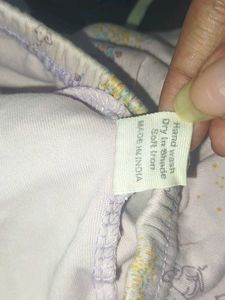 Hand wash
Dry In Shade
Soft Iron
MADE IN INDIA